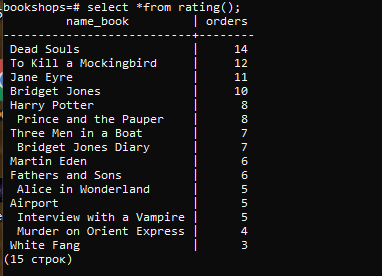 bookshops=# select *from rating();
name_book | orders
-------------------------+--------
Dead Souls | 14
To Kill a Mockingbird | 12
Jane Eyre | 11
Bridget Jones | 10
Harry Potter | 8
Prince and the Pauper | 8
Three Men in a Boat | 7
Bridget Jones Diary | 7
Martin Eden | 6
Fathers and Sons | 6
Alice in Wonderland | 5
Airport | 5
Interview with a Vampire | 5
Murder on Orient Express | 4
White Fang | 3
(15 строк)